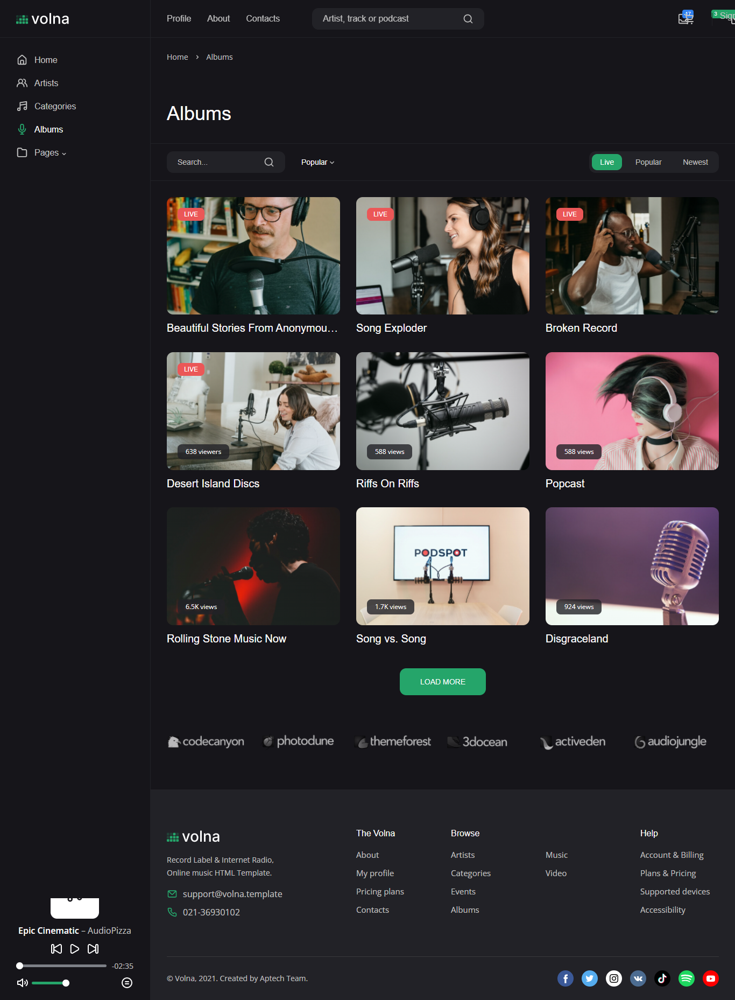 volna
Profile
About
Contacts
Artist, track or podcast
17
3
Sign
Home
Artists
Categories
Albums
Pages
Home
Albums
Albums
Search...
Popular
Live
Popular
Newest
LIVE
LIVE
LIVE
Beautiful Stories From Anonymou...
Song Exploder
Broken Record
LIVE
638 viewers
588 views
588 views
Desert Island Discs
Riffs On Riffs
Popcast
PODSPOT
6.5K views
1.7K views
924 views
Rolling Stone Music Now
Song vs. Song
Disgraceland
LOAD MORE
codecanyon
photodune
themeforest
3docean
activeden
audiojungle
volna
Record Label & Internet Radio,
Online music HTML Template.
support@volna.template
021-36930102
The Volna
About
My profile
Pricing plans
Contacts
Browse
Artists
Categories
Events
Albums
Music
Video
Help
Account & Billing
Plans & Pricing
Supported devices
Accessibility
Epic Cinematic – AudioPizza
-02:35
© Volna, 2021. Created by Aptech Team.